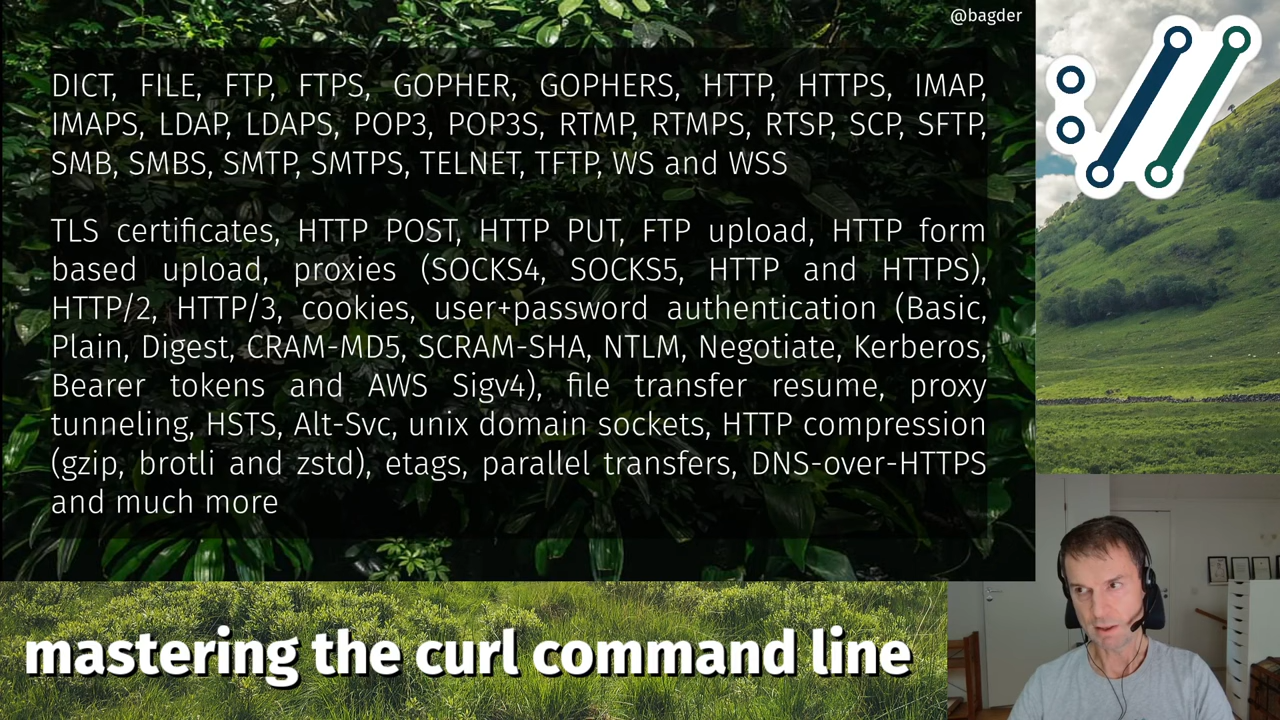 @bagder
DICT, FILE, FTP, FTPS, GOPHER, GOPHERS, HTTP, HTTPS, IMAP,
IMAPS, LDAP, LDAPS, POP3, POP3S, RTMP, RTMPS, RTSP, SCP, SFTP,
SMB, SMBS, SMTP, SMTPS, TELNET, TFTP, WS and WSS
TLS certificates, HTTP POST, HTTP PUT, FTP upload, HTTP form
based upload, proxies (SOCKS4, SOCKS5, HTTP and HTTPS),
HTTP/2, HTTP/3, cookies, user+password authentication (Basic,
Plain, Digest, CRAM-MD5, SCRAM-SHA, NTLM, Negotiate, Kerberos,
Bearer tokens and AWS Sigv4), file transfer resume, proxy
tunneling, HSTS, Alt-Svc, unix domain sockets, HTTP compression
(gzip, brotli and zstd), etags, parallel transfers, DNS-over-HTTPS
and much more
mastering the curl command line